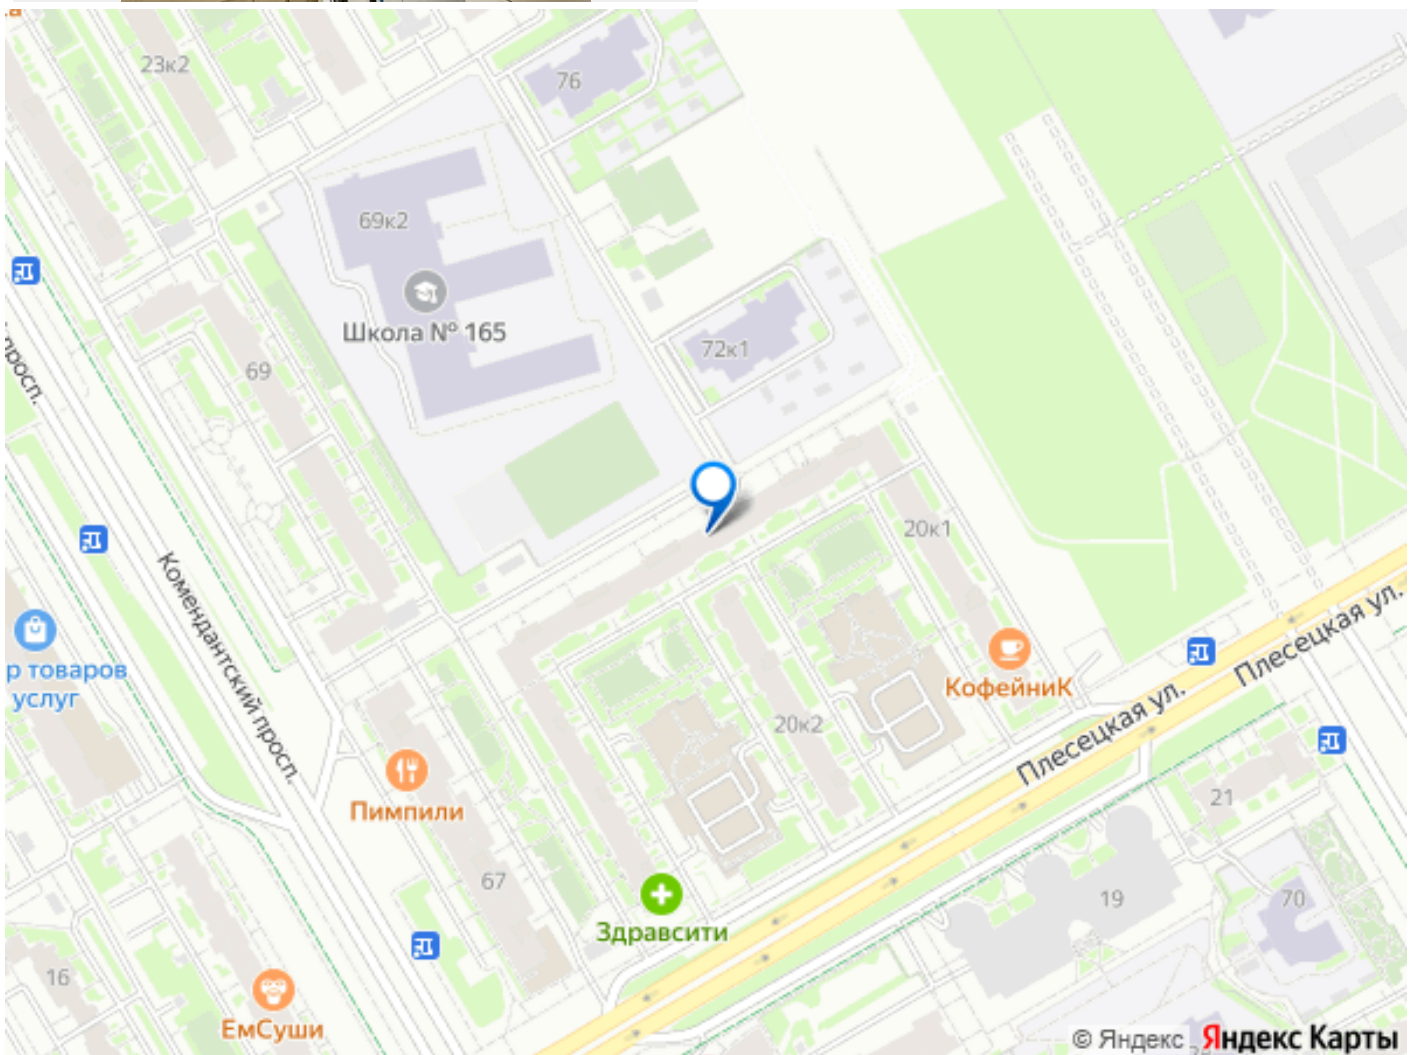 23к2
76
69к2
Школа № 165
просп.
72к1
69
20к1
Комендантский просп.
р товаров
услуг
КофейниК
Плесецкая ул.
Плесецкая ул.
20к2
Пимпили
21
67
19
70
Здравсити
16
ЕмСуши
© Яндекс Яндекс Карты